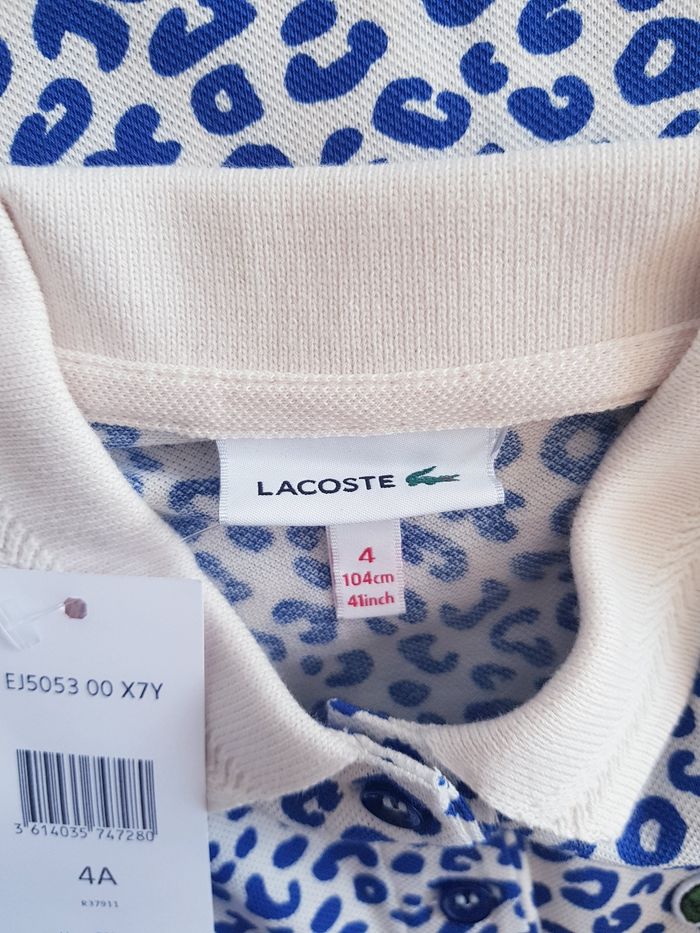 LACOSTE
4
104cm
41inch
EJ5053 00 X7Y
3 614035 747280
4A
R37911